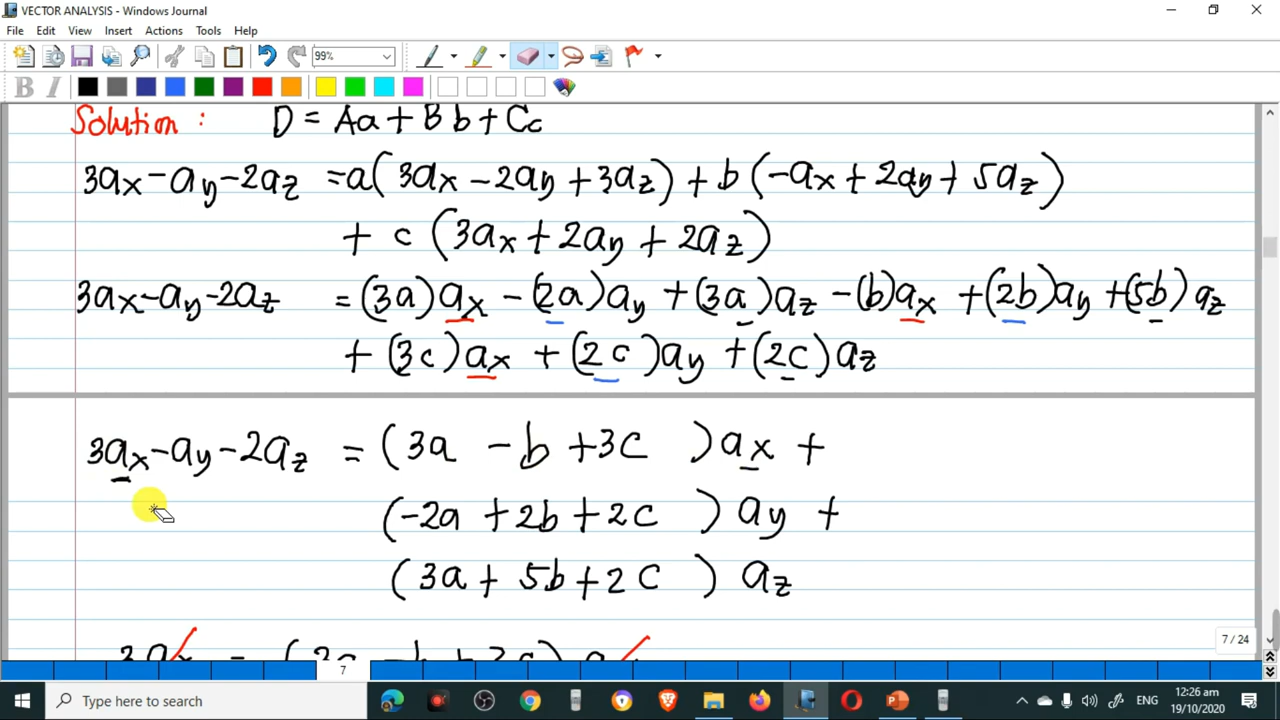 VECTOR ANALYSIS - Windows Journal
File Edit View Insert Actions Tools Help
99%
B I
Solution : D = Aa + Bb + Cc
3ax - ay - 2az = a(3ax - 2ay + 3az) + b(-ax + 2ay + 5az)
+ c (3ax + 2ay + 2az)
3ax - ay - 2az = (3a)ax - (2a)ay + (3a)az - (b)ax + (2b)ay + (5b)az
+ (3c)ax + (2c)ay + (2c)az
3ax - ay - 2az = (3a - b + 3c )ax +
(-2a + 2b + 2c ) ay +
(3a + 5b + 2c ) az
7 / 24
7
Type here to search
ENG
12:26 am
19/10/2020